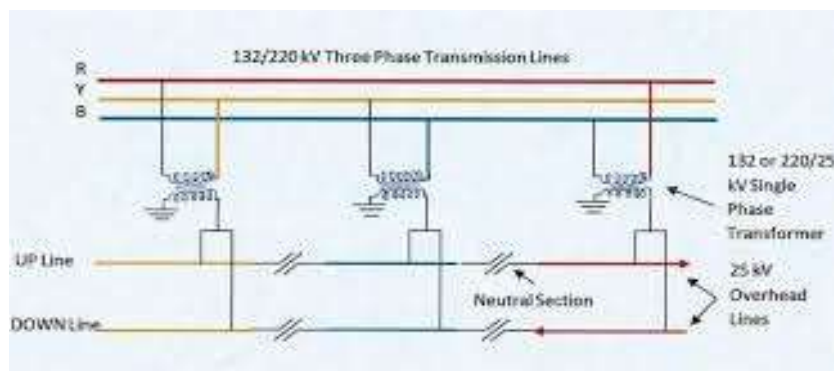 132/220 kV Three Phase Transmission Lines
R
Y
B
132 or 220/25
kV Single
Phase
Transformer
UP Line
25 kV
Overhead
Lines
Neutral Section
DOWN Line